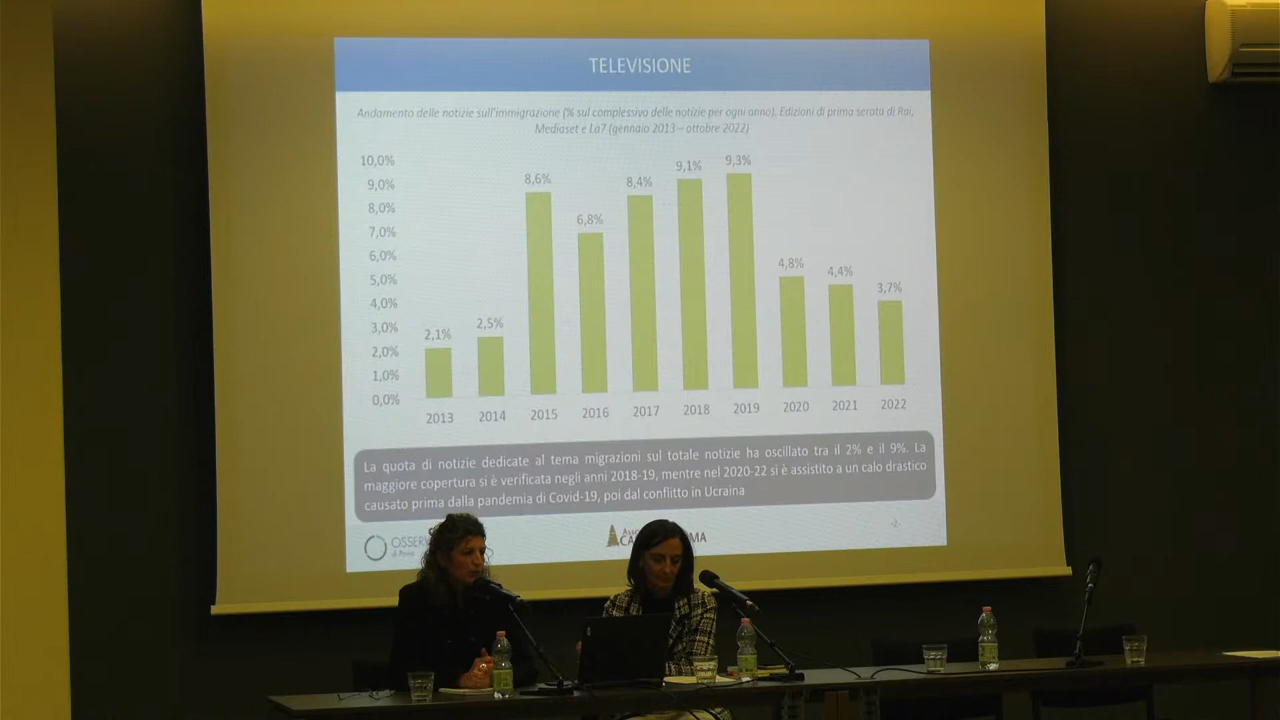 TELEVISIONE
Andamento delle notizie sull'immigrazione (% sul complessivo delle notizie per ogni anno). Edizioni di prima serata di Rai,
Mediaset e La7 (gennaio 2013 – ottobre 2022)
10,0%
9,0%
8,0%
7,0%
6,0%
5,0%
4,0%
3,0%
2,0%
1,0%
0,0%
2,1%
2,5%
8,6%
6,8%
8,4%
9,1%
9,3%
4,8%
4,4%
3,7%
2013 2014 2015 2016 2017 2018 2019 2020 2021 2022
La quota di notizie dedicate al tema migrazioni sul totale notizie ha oscillato tra il 2% e il 9%. La
maggiore copertura si è verificata negli anni 2018-19, mentre nel 2020-22 si è assistito a un calo drastico
causato prima dalla pandemia di Covid-19, poi dal conflitto in Ucraina
-2-
OSSER
di Pavia